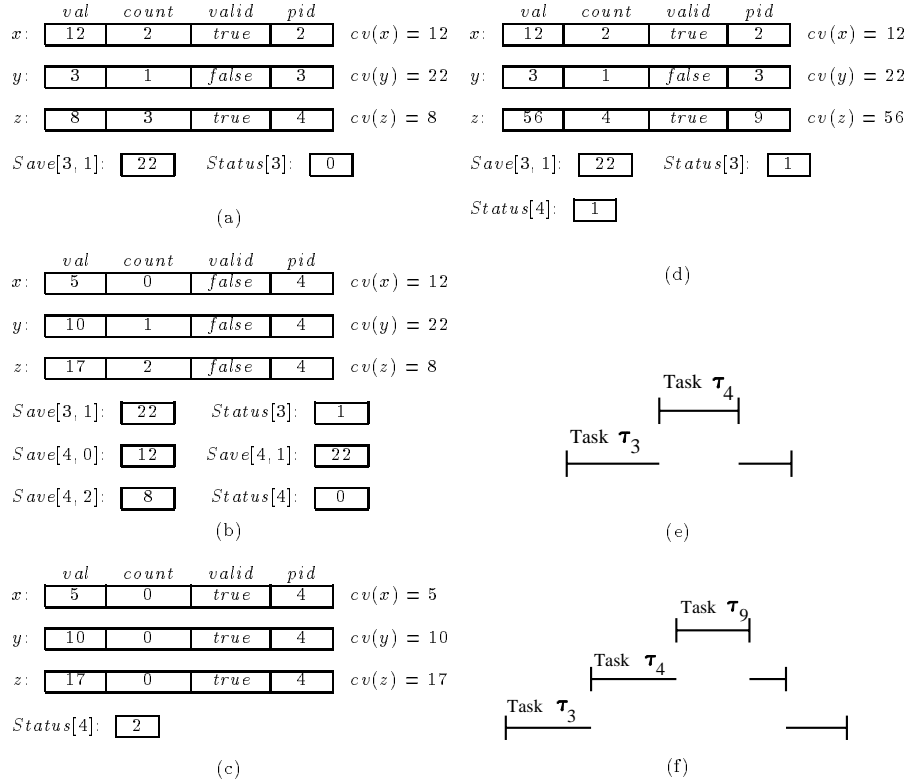 val count valid pid
x: 12 2 true 2 cv(x) = 12
y: 3 1 false 3 cv(y) = 22
z: 8 3 true 4 cv(z) = 8
Save[3, 1]: 22 Status[3]: 0
(a)
val count valid pid
x: 5 0 false 4 cv(x) = 12
y: 10 1 false 4 cv(y) = 22
z: 17 2 false 4 cv(z) = 8
Save[3, 1]: 22 Status[3]: 1
Save[4, 0]: 12 Save[4, 1]: 22
Save[4, 2]: 8 Status[4]: 0
(b)
val count valid pid
x: 5 0 true 4 cv(x) = 5
y: 10 0 true 4 cv(y) = 10
z: 17 0 true 4 cv(z) = 17
Status[4]: 2
(c)
val count valid pid
x: 12 2 true 2 cv(x) = 12
y: 3 1 false 3 cv(y) = 22
z: 56 4 true 9 cv(z) = 56
Save[3, 1]: 22 Status[3]: 1
Status[4]: 1
(d)
Task τ4
Task τ3
(e)
Task τ9
Task τ4
Task τ3
(f)